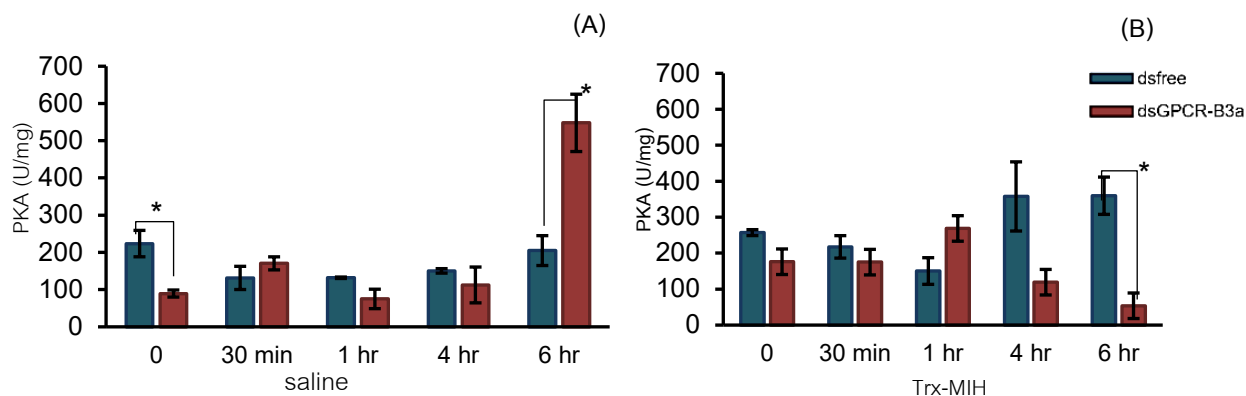 (A)
PKA (U/mg)
700
600
500
400
300
200
100
0
*
*
0 30 min 1 hr 4 hr 6 hr
saline
(B)
PKA (U/mg)
700
600
500
400
300
200
100
0
dsfree
dsGPCR-B3a
*
0 30 min 1 hr 4 hr 6 hr
Trx-MIH